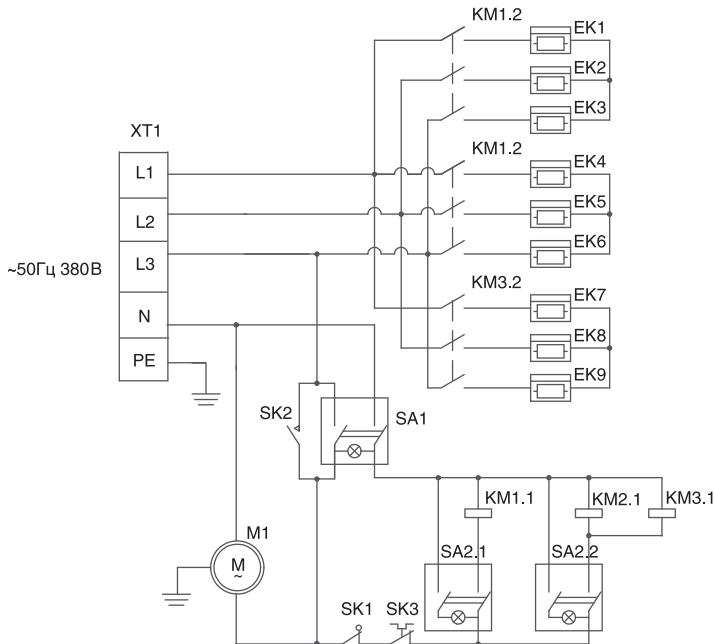 KM1.2
EK1
EK2
EK3
XT1
KM1.2
L1
EK4
L2
EK5
~50Гц 380В
L3
EK6
KM3.2
N
EK7
EK8
PE
EK9
SK2
SA1
KM1.1
KM2.1
KM3.1
M1
SA2.1
SA2.2
M
~
SK1
SK3